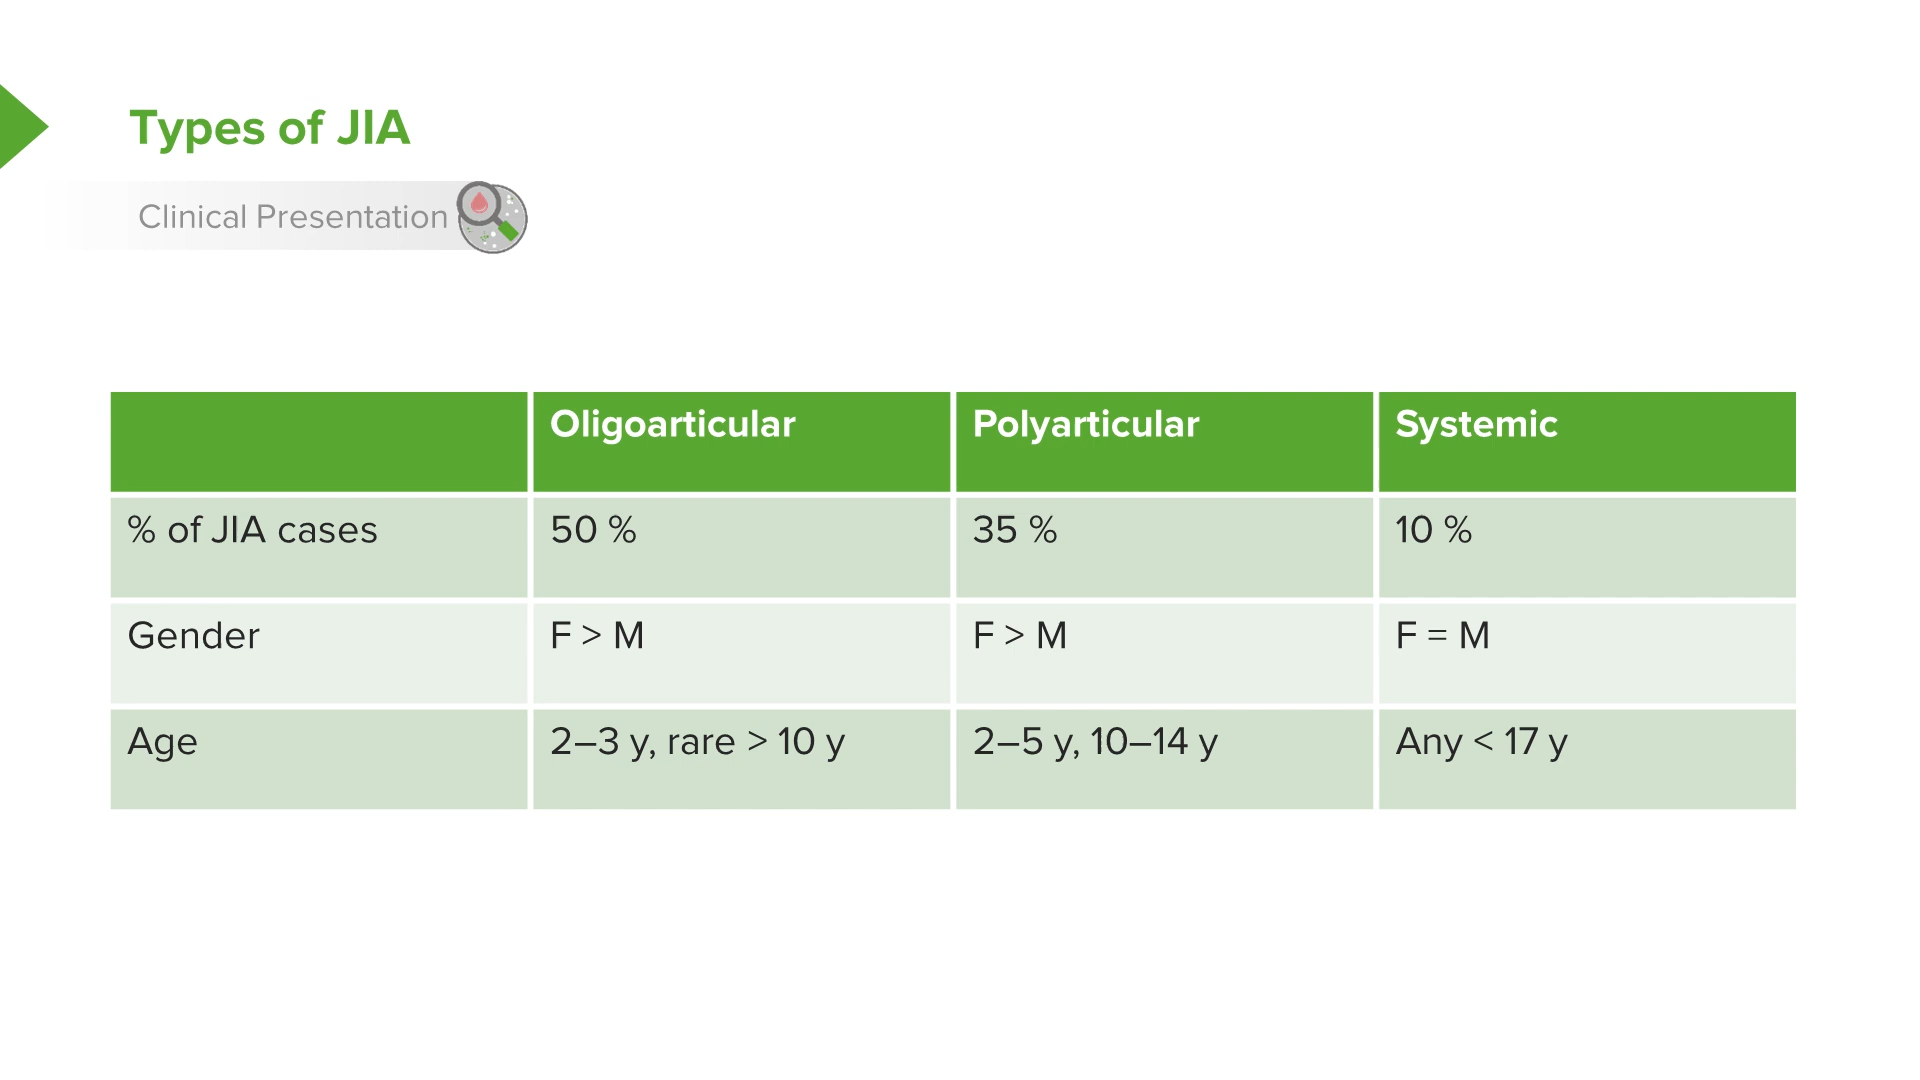 Types of JIA
Clinical Presentation
Oligoarticular Polyarticular Systemic
% of JIA cases 50 % 35 % 10 %
Gender F > M F > M F = M
Age 2–3 y, rare > 10 y 2–5 y, 10–14 y Any < 17 y